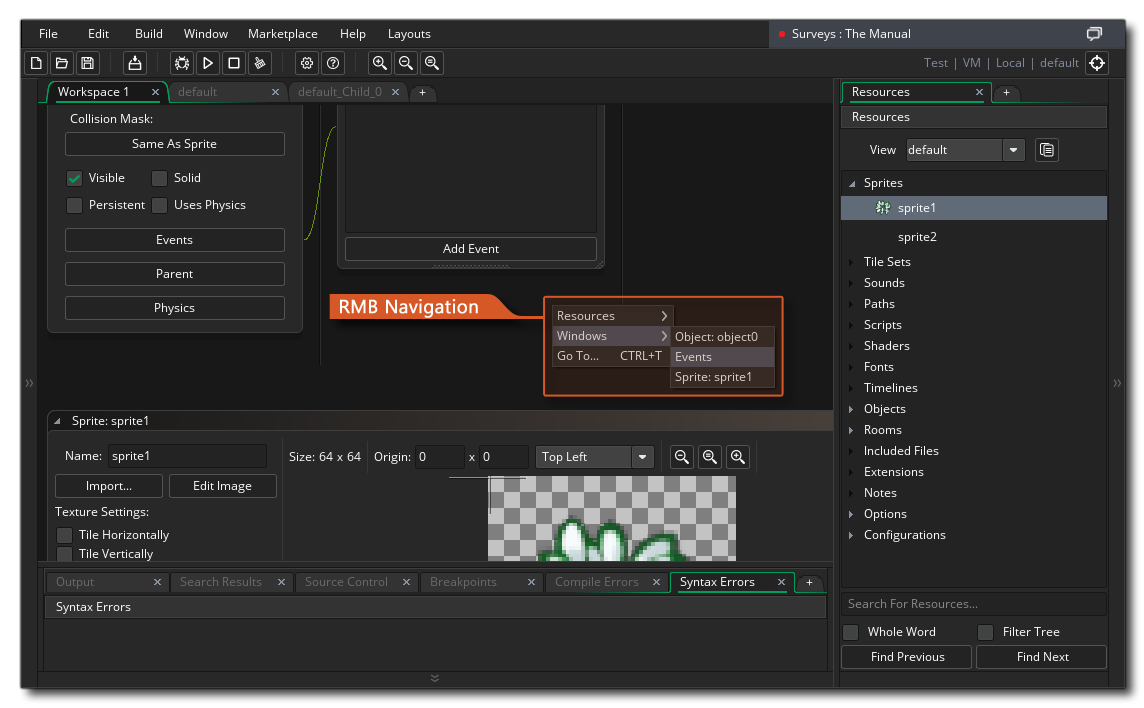 File Edit Build Window Marketplace Help Layouts Surveys : The Manual
Test | VM | Local | default
Workspace 1 default default_Child_0 +
Resources +
Resources
Collision Mask:
Same As Sprite
Visible Solid
Persistent Uses Physics
Events
Parent
Physics
Add Event
RMB Navigation
Resources
Windows
Go To... CTRL+T
Object: object0
Events
Sprite: sprite1
Sprite: sprite1
Name: sprite1
Import... Edit Image
Texture Settings:
Tile Horizontally
Tile Vertically
Size: 64 x 64 Origin: 0 x 0 Top Left
View default
Sprites
sprite1
sprite2
Tile Sets
Sounds
Paths
Scripts
Shaders
Fonts
Timelines
Objects
Rooms
Included Files
Extensions
Notes
Options
Configurations
Search For Resources...
Whole Word Filter Tree
Find Previous Find Next
Output Search Results Source Control Breakpoints Compile Errors Syntax Errors +
Syntax Errors